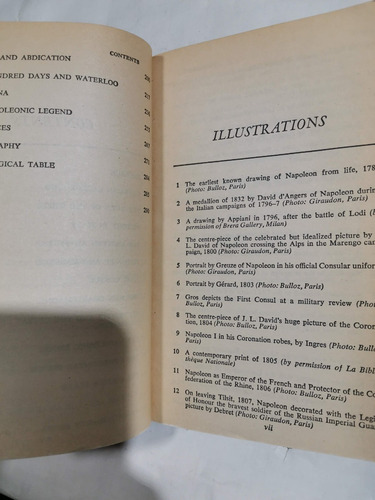 CONTENTS
AND ABDICATION
DRED DAYS AND WATERLOO
NA
OLEONIC LEGEND
CES
APHY
GICAL TABLE
ILLUSTRATIONS
1 The earliest known drawing of Napoleon from life, 178
(Photo: Bulloz, Paris)
2 A medallion of 1832 by David d'Angers of Napoleon durin
the Italian campaigns of 1796-7 (Photo: Giraudon, Paris)
3 A drawing by Appiani in 1796, after the battle of Lodi (b
permission of Brera Gallery, Milan)
4 The centre-piece of the celebrated but idealized picture by
L. David of Napoleon crossing the Alps in the Marengo car
paign, 1800 (Photo: Giraudon, Paris)
5 Portrait by Greuze of Napoleon in his official Consular unifor
(Photo: Giraudon, Paris)
6 Portrait by Gérard, 1803 (Photo: Bulloz, Paris)
7 Gros depicts the First Consul at a military review (Photo:
Bulloz, Paris)
8 The centre-piece of J. L. David's huge picture of the Coron
tion, 1804 (Photo: Bulloz, Paris)
9 Napoleon I in his Coronation robes, by Ingres (Photo: Bullo
Paris)
10 A contemporary print of 1805 (by permission of La Bibl
thèque Nationale)
11 Napoleon as Emperor of the French and Protector of the Co
federation of the Rhine, 1806 (Photo: Bulloz, Paris)
12 On leaving Tilsit, 1807, Napoleon decorated with the Legi
of Honour the bravest soldier of the Russian Imperial Gua
picture by Debret (Photo: Giraudon, Paris)
vii